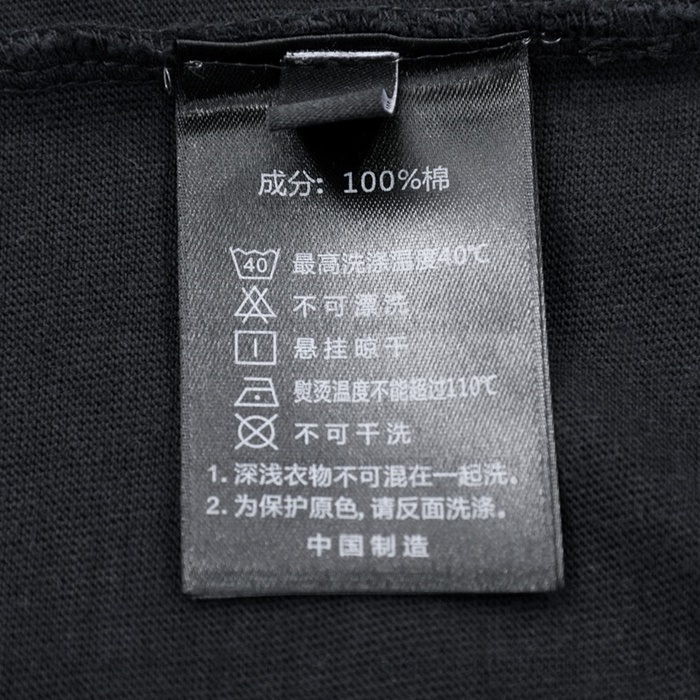 成分: 100%棉
40 最高洗涤温度40℃
不可漂洗
悬挂晾干
熨烫温度不能超过110℃
不可干洗
1. 深浅衣物不可混在一起洗。
2. 为保护原色, 请反面洗涤。
中国制造